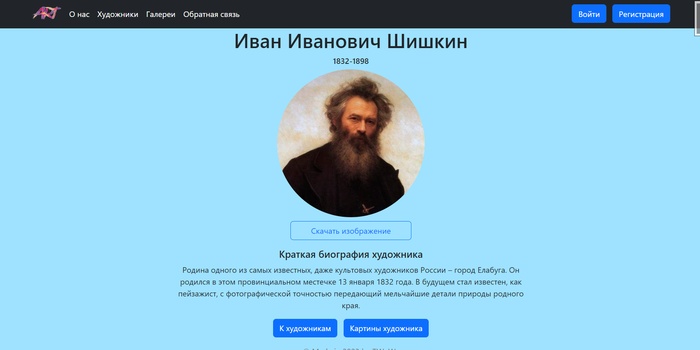 ART О нас Художники Галереи Обратная связь Войти Регистрация
Иван Иванович Шишкин
1832-1898
Скачать изображение
Краткая биография художника
Родина одного из самых известных, даже культовых художников России – город Елабуга. Он
родился в этом провинциальном местечке 13 января 1832 года. В будущем стал известен, как
пейзажист, с фотографической точностью передающий мельчайшие детали природы родного
края.
К художникам Картины художника